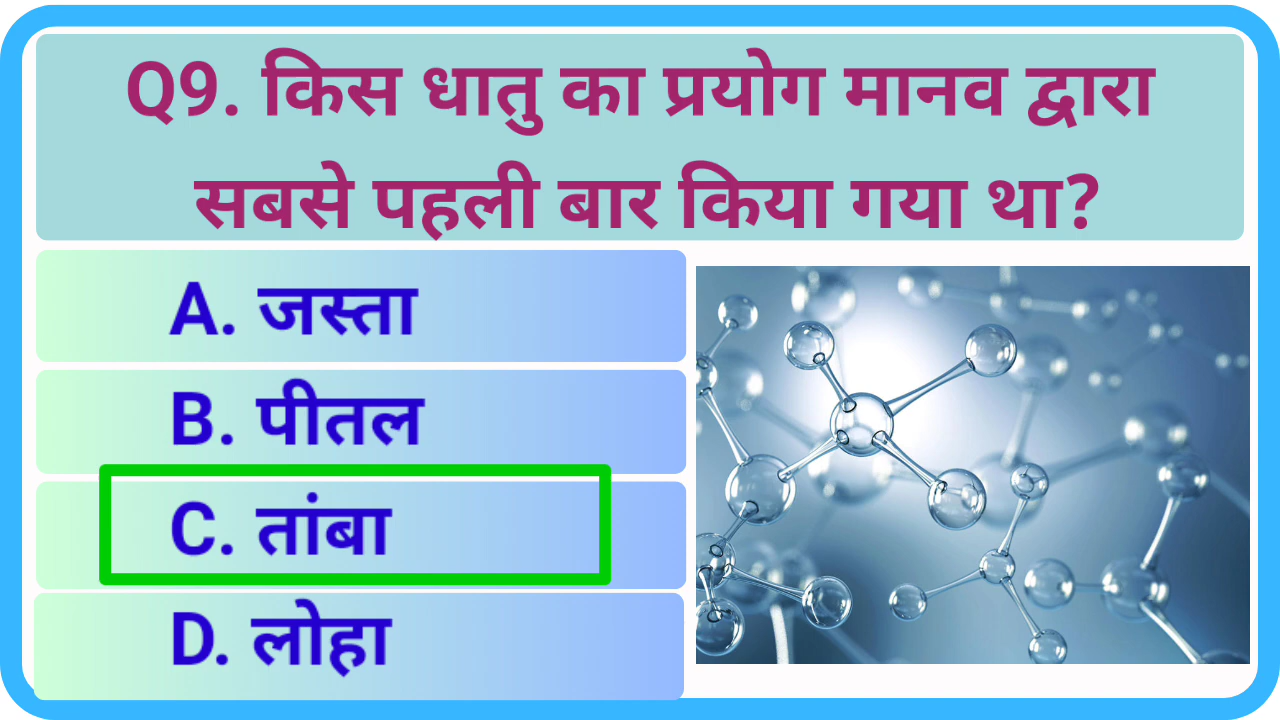 Q9. किस धातु का प्रयोग मानव द्वारा
सबसे पहली बार किया गया था?
A. जस्ता
B. पीतल
C. तांबा
D. लोहा